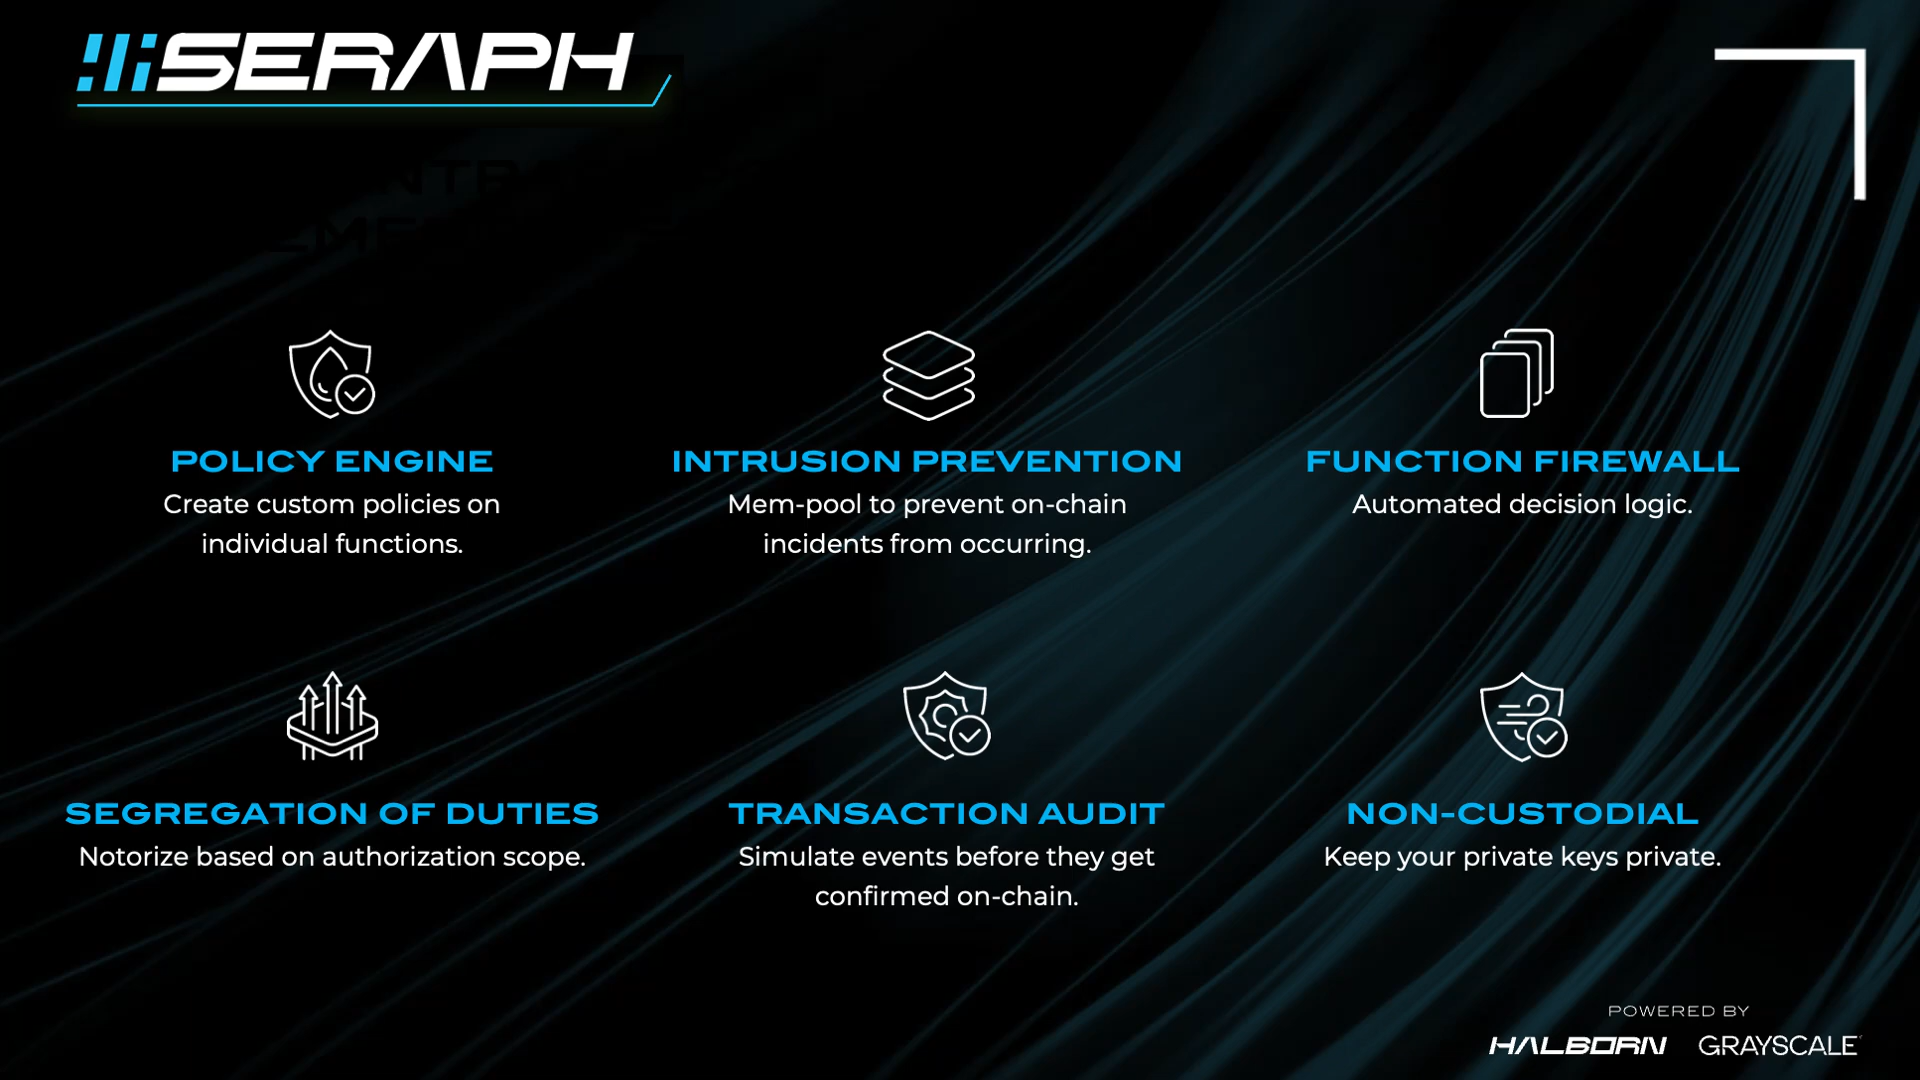 SERAPH
POLICY ENGINE
Create custom policies on
individual functions.
INTRUSION PREVENTION
Mem-pool to prevent on-chain
incidents from occurring.
FUNCTION FIREWALL
Automated decision logic.
SEGREGATION OF DUTIES
Notorize based on authorization scope.
TRANSACTION AUDIT
Simulate events before they get
confirmed on-chain.
NON-CUSTODIAL
Keep your private keys private.
POWERED BY
HALBORN GRAYSCALE